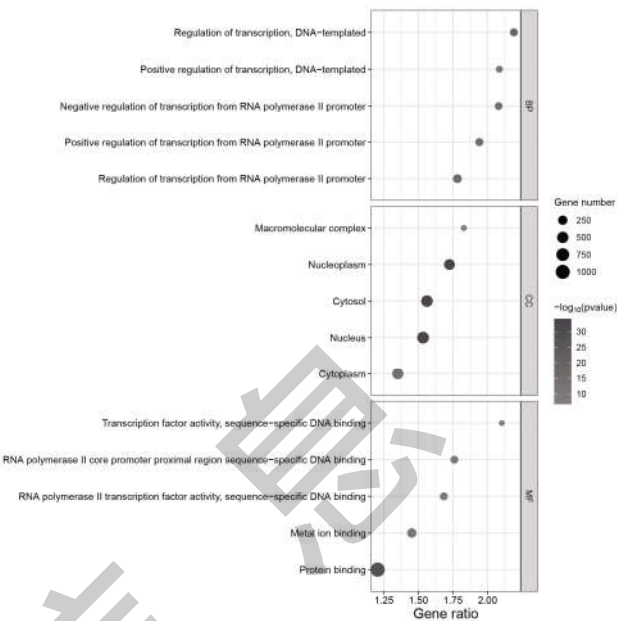 Regulation of transcription, DNA−templated
Positive regulation of transcription, DNA−templated
Negative regulation of transcription from RNA polymerase II promoter
Positive regulation of transcription from RNA polymerase II promoter
Regulation of transcription from RNA polymerase II promoter
BP
Macromolecular complex
Nucleoplasm
Cytosol
Nucleus
Cytoplasm
CC
Transcription factor activity, sequence−specific DNA binding
RNA polymerase II core promoter proximal region sequence−specific DNA binding
RNA polymerase II transcription factor activity, sequence−specific DNA binding
Metal ion binding
Protein binding
MF
1.25 1.50 1.75 2.00
Gene ratio
Gene number
250
500
750
1000
−log10(pvalue)
30
25
20
15
10